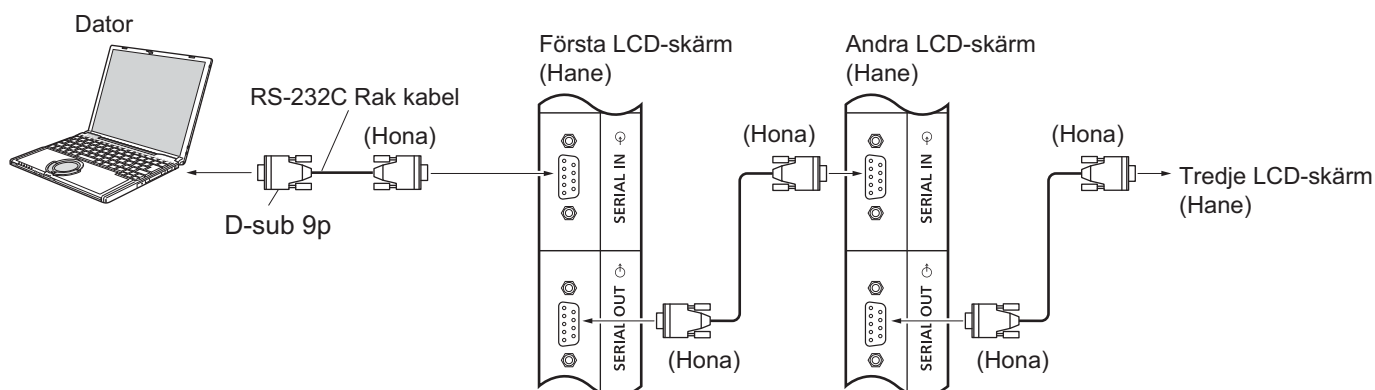 Dator
RS-232C Rak kabel
(Hona)
D-sub 9p
Första LCD-skärm
(Hane)
SERIAL IN
SERIAL OUT
(Hona)
(Hona)
Andra LCD-skärm
(Hane)
SERIAL IN
SERIAL OUT
(Hona)
(Hona)
Tredje LCD-skärm
(Hane)